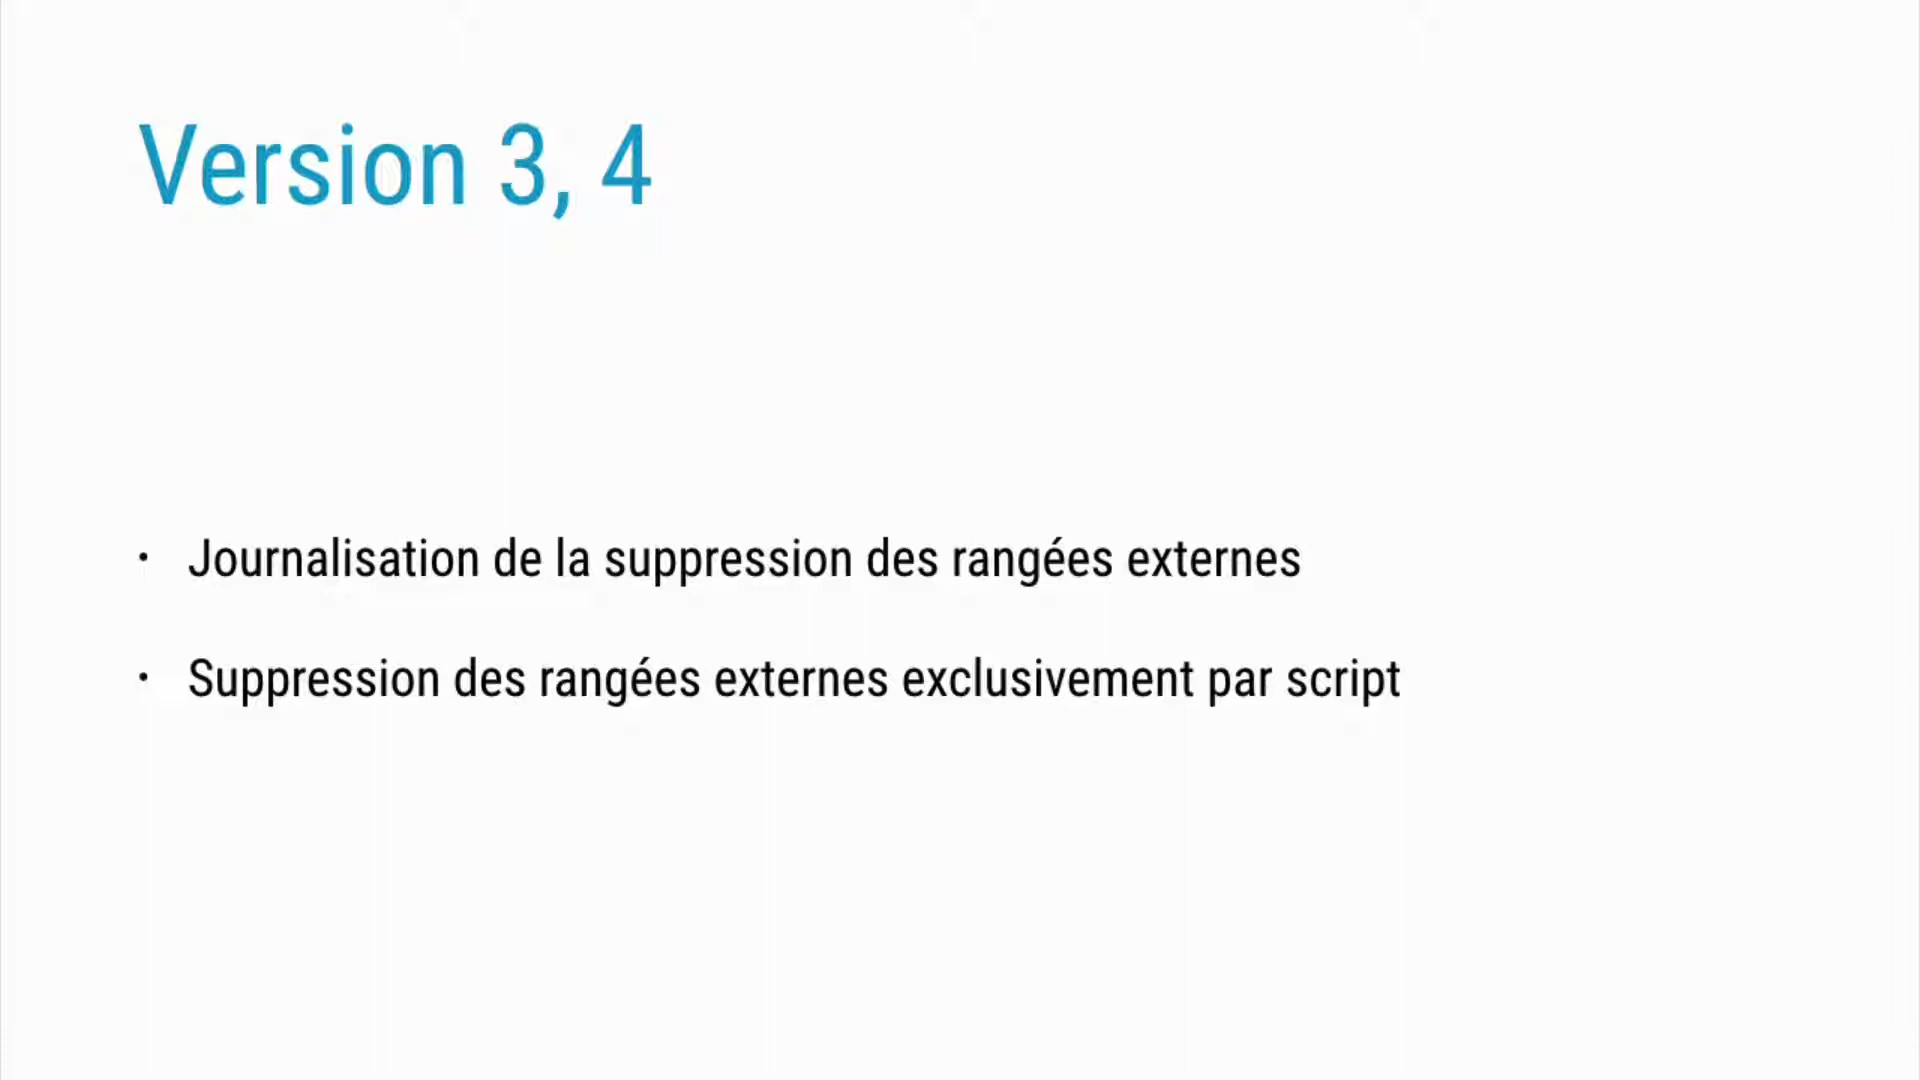 Version 3, 4
· Journalisation de la suppression des rangées externes
· Suppression des rangées externes exclusivement par script